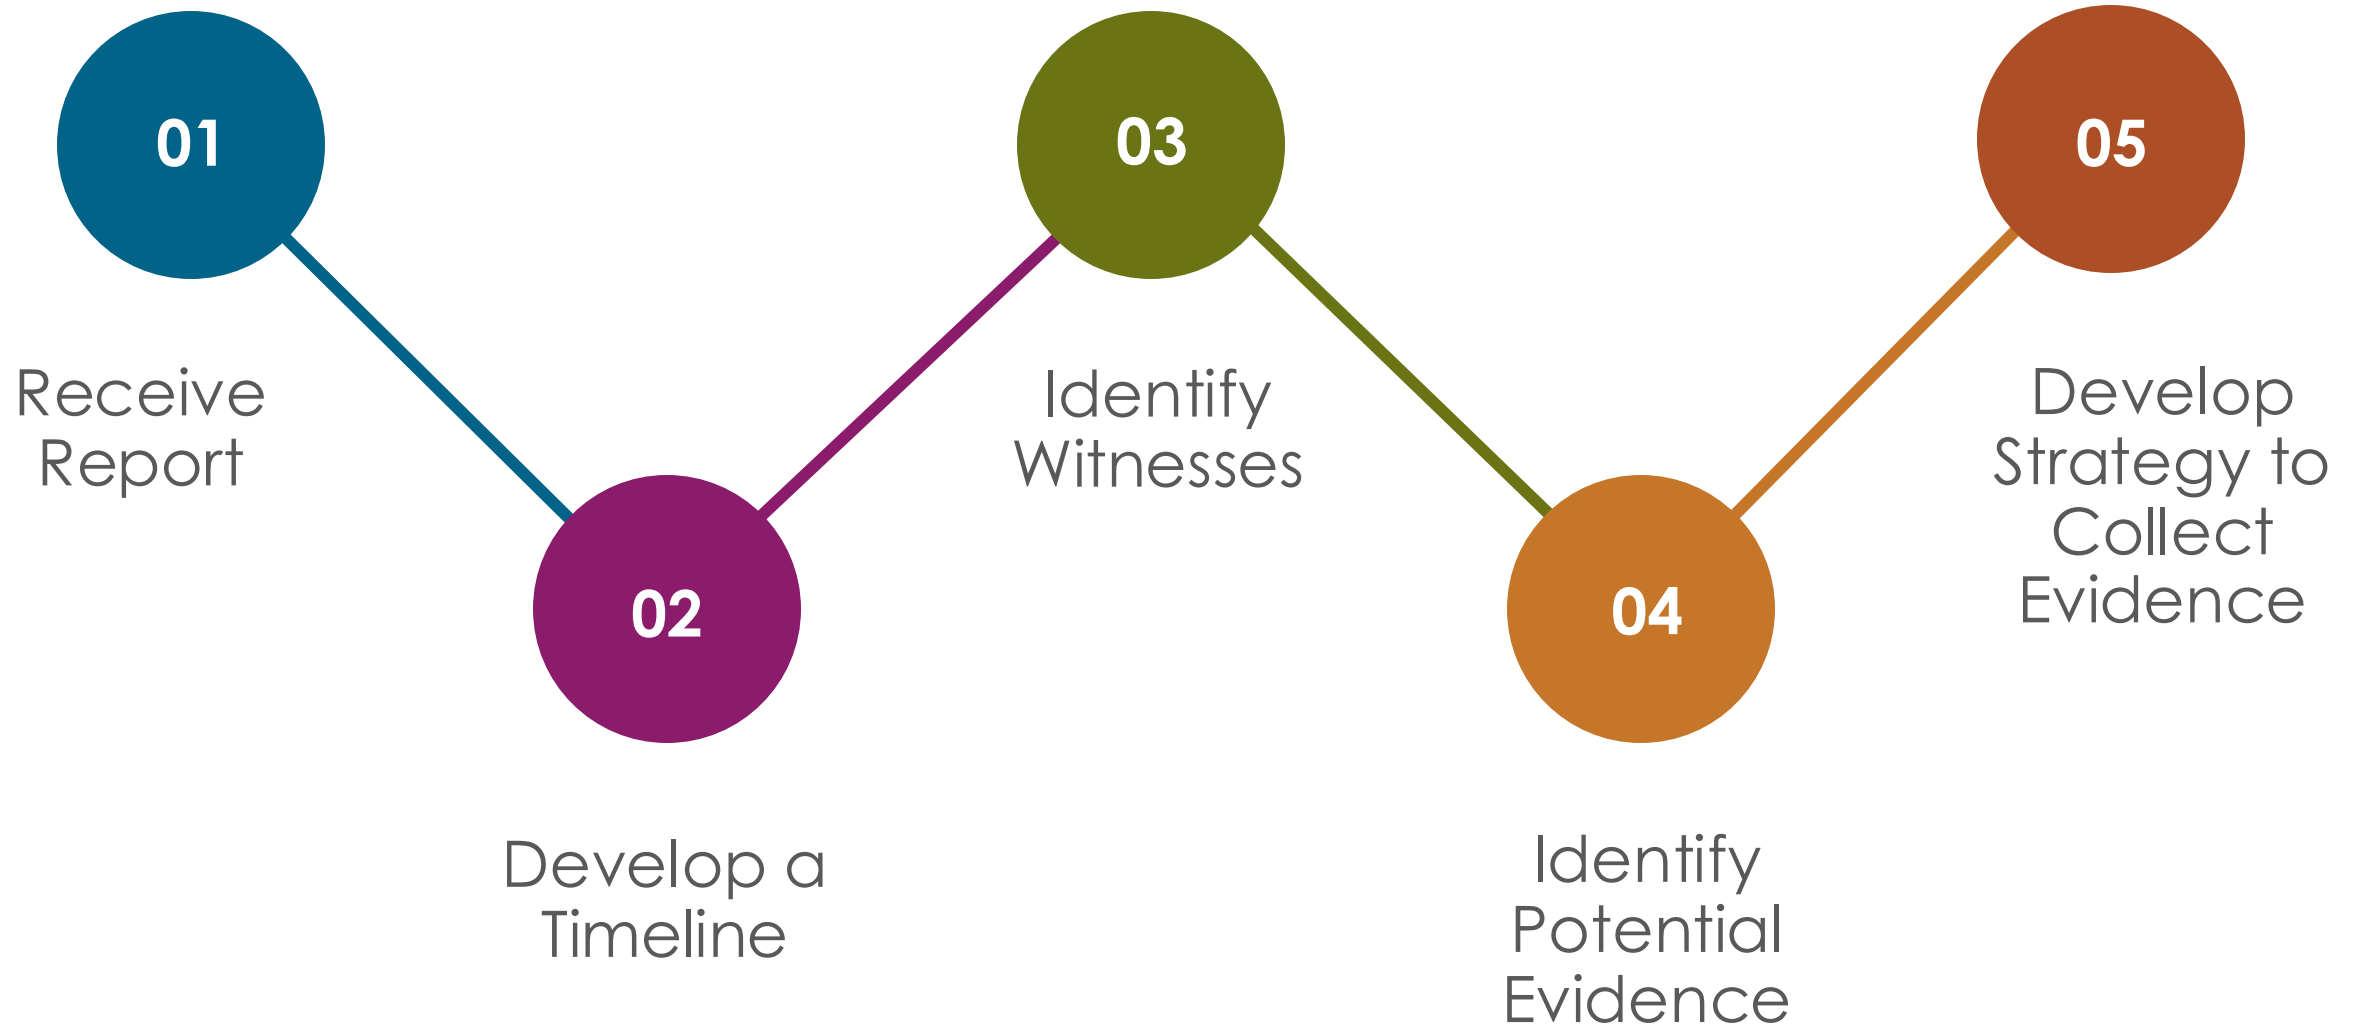 01
Receive
Report
02
Develop a
Timeline
03
Identify
Witnesses
04
Identify
Potential
Evidence
05
Develop
Strategy to
Collect
Evidence